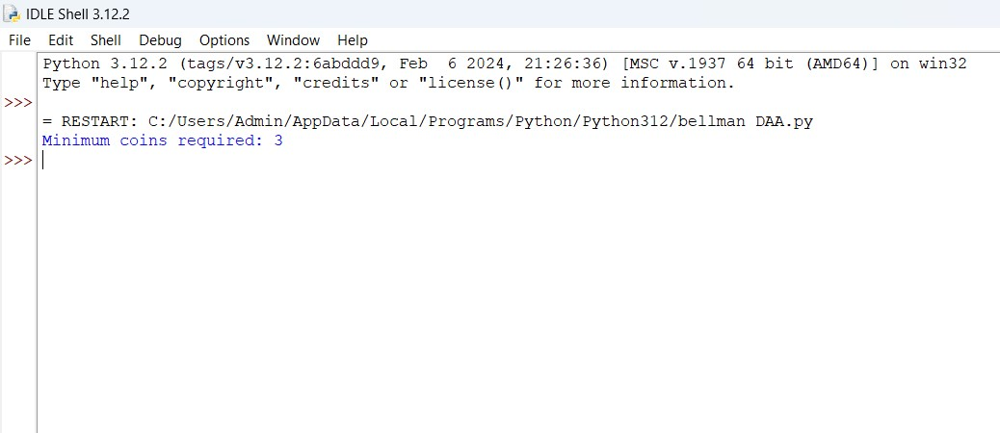 IDLE Shell 3.12.2
File Edit Shell Debug Options Window Help
Python 3.12.2 (tags/v3.12.2:6abddd9, Feb  6 2024, 21:26:36) [MSC v.1937 64 bit (AMD64)] on win32
Type "help", "copyright", "credits" or "license()" for more information.
>>>
= RESTART: C:/Users/Admin/AppData/Local/Programs/Python/Python312/bellman DAA.py
Minimum coins required: 3
>>>